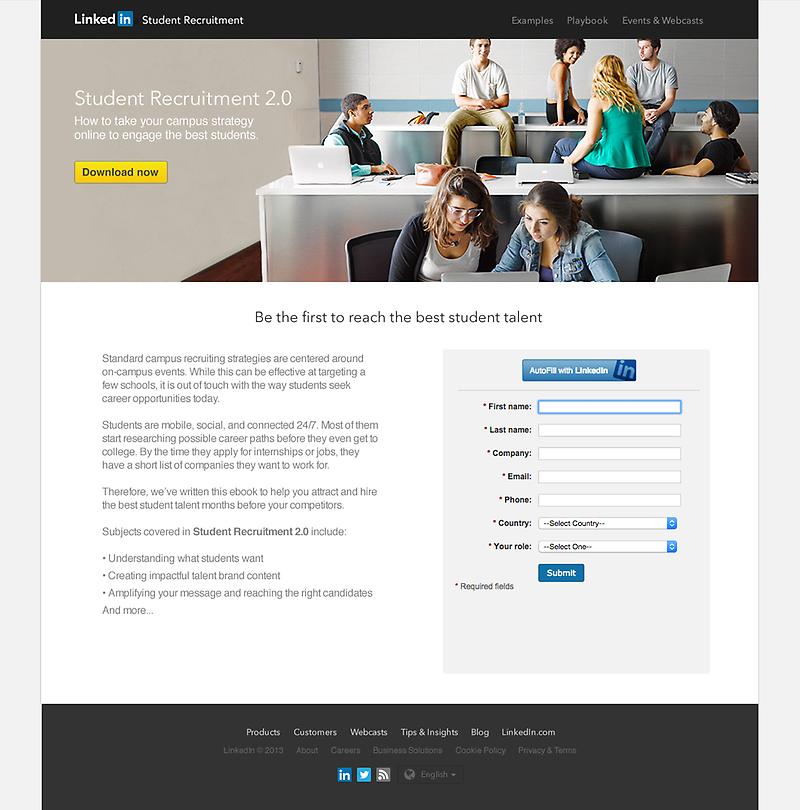 Linked in Student Recruitment
Examples Playbook Events & Webcasts
Student Recruitment 2.0
How to take your campus strategy
online to engage the best students.
Download now
Be the first to reach the best student talent
Standard campus recruiting strategies are centered around
on-campus events. While this can be effective at targeting a
few schools, it is out of touch with the way students seek
career opportunities today.
Students are mobile, social, and connected 24/7. Most of them
start researching possible career paths before they even get to
college. By the time they apply for internships or jobs, they
have a short list of companies they want to work for.
Therefore, we've written this ebook to help you attract and hire
the best student talent months before your competitors.
Subjects covered in Student Recruitment 2.0 include:
• Understanding what students want
• Creating impactful talent brand content
• Amplifying your message and reaching the right candidates
And more...
AutoFill with LinkedIn in
* First name:
* Last name:
* Company:
* Email:
* Phone:
* Country: --Select Country--
* Your role: --Select One--
Submit
* Required fields
Products Customers Webcasts Tips & Insights Blog LinkedIn.com
LinkedIn © 2013 About Careers Business Solutions Cookie Policy Privacy & Terms
in English